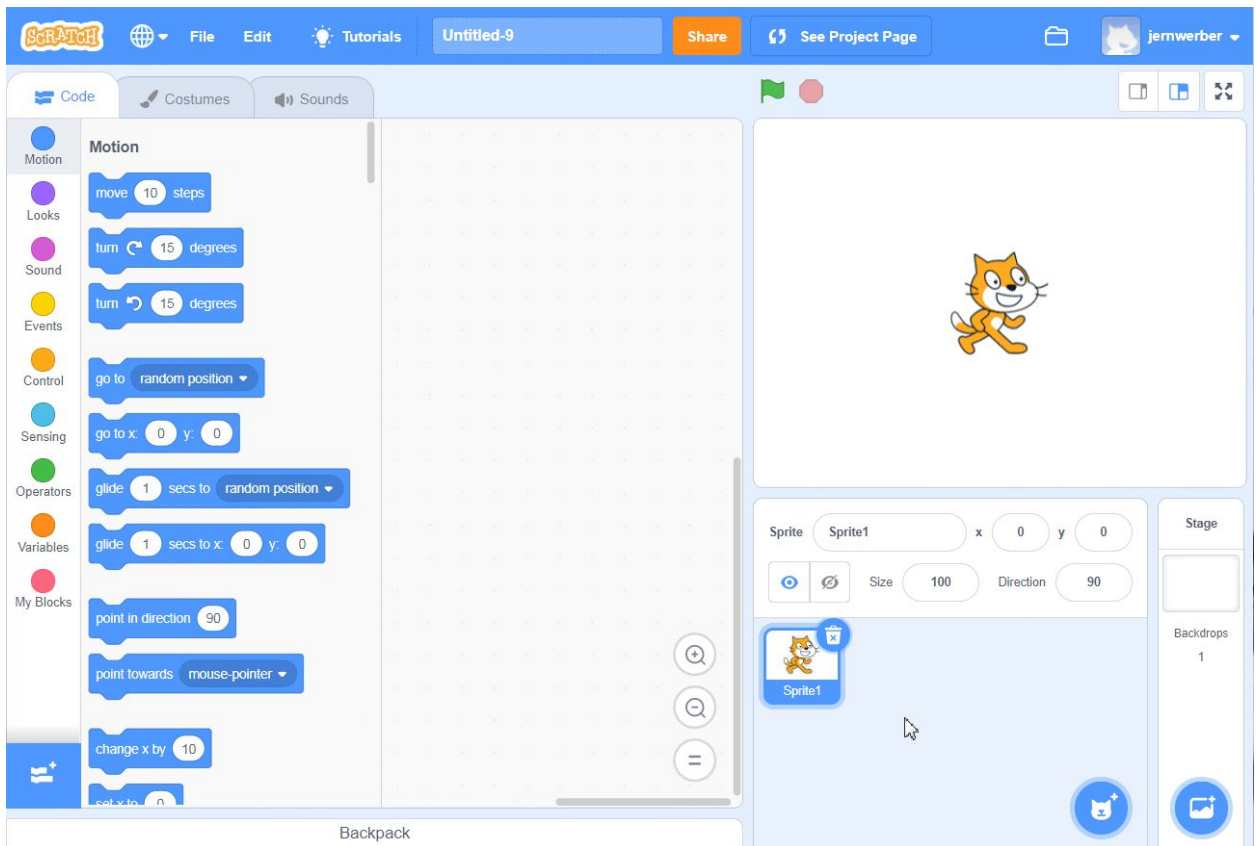 SCRATCH File Edit Tutorials Untitled-9 Share See Project Page jernwerber
Code Costumes Sounds
Motion
Looks
Sound
Events
Control
Sensing
Operators
Variables
My Blocks
Motion
move 10 steps
turn 15 degrees
turn 15 degrees
go to random position
go to x: 0 y: 0
glide 1 secs to random position
glide 1 secs to x: 0 y: 0
point in direction 90
point towards mouse-pointer
change x by 10
set x to 0
Backpack
Sprite Sprite1 x 0 y 0
Size 100 Direction 90
Sprite1
Stage
Backdrops
1